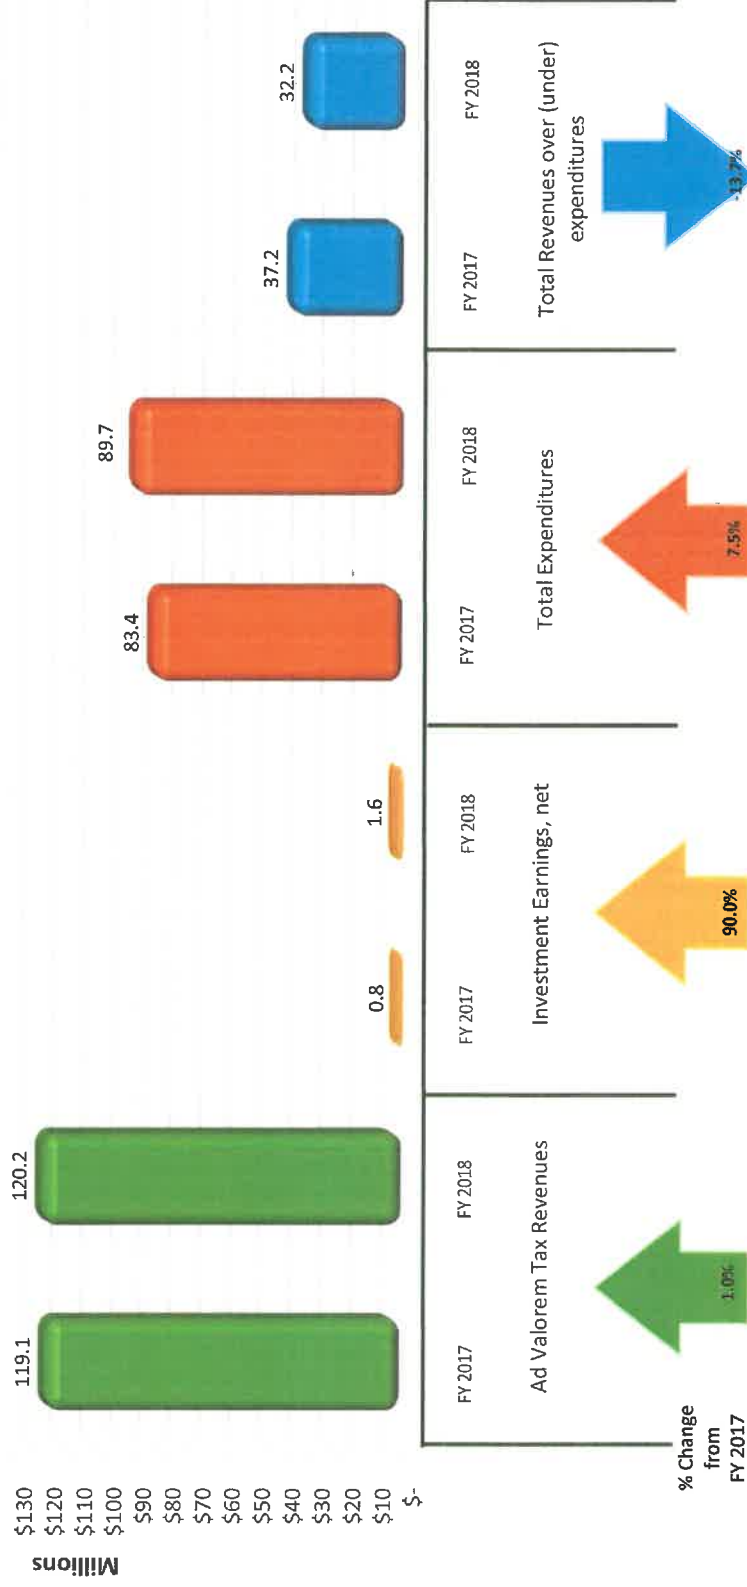 Millions
$130
$120
$110
$100
$90
$80
$70
$60
$50
$40
$30
$20
$10
$-
119.1
120.2
0.8
1.6
83.4
89.7
37.2
32.2
FY 2017
FY 2018
FY 2017
FY 2018
FY 2017
FY 2018
FY 2017
FY 2018
Ad Valorem Tax Revenues
Investment Earnings, net
Total Expenditures
Total Revenues over (under)
expenditures
% Change
from
FY 2017
1.0%
90.0%
7.5%
-13.7%